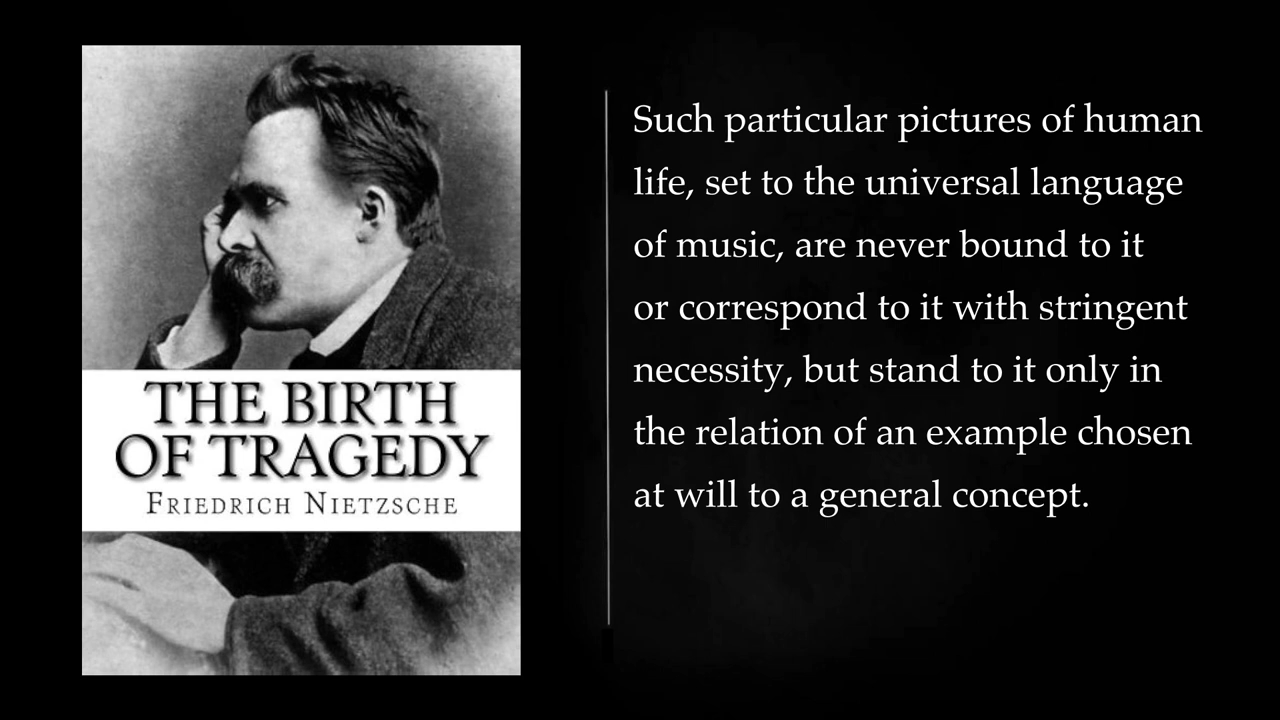 THE BIRTH
OF TRAGEDY
FRIEDRICH NIETZSCHE
Such particular pictures of human
life, set to the universal language
of music, are never bound to it
or correspond to it with stringent
necessity, but stand to it only in
the relation of an example chosen
at will to a general concept.